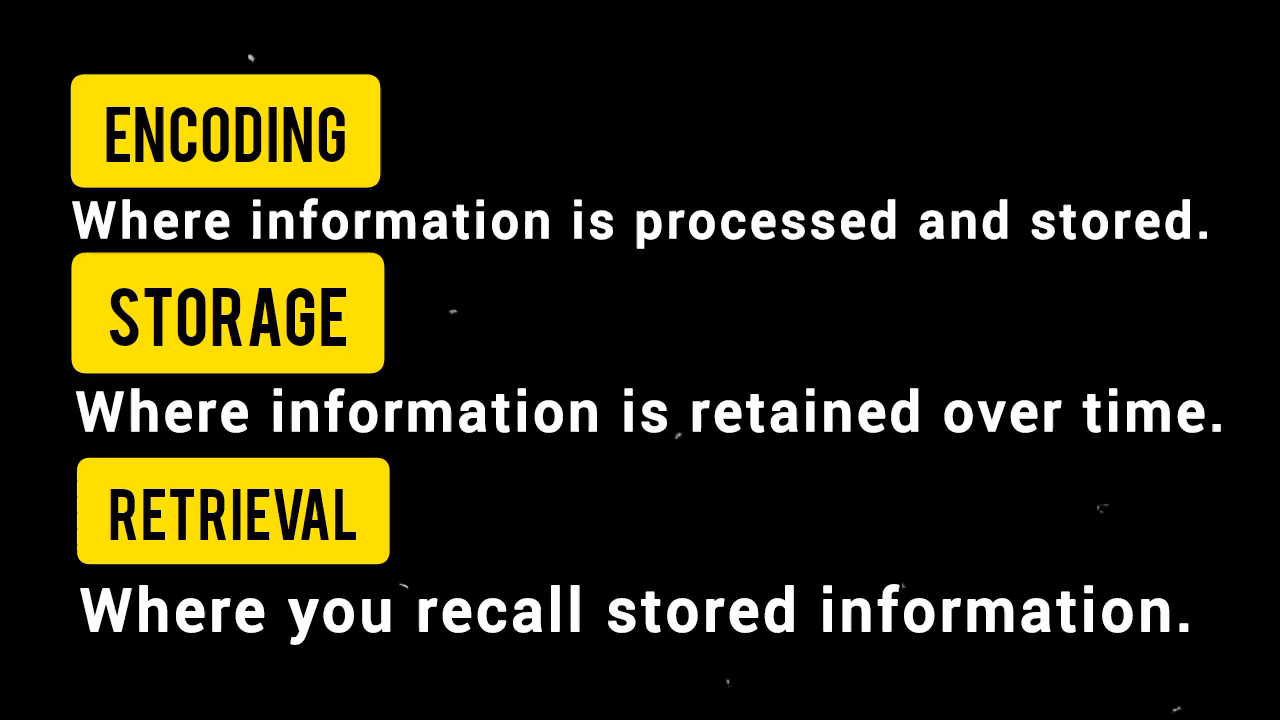 ENCODING
Where information is processed and stored.
STORAGE
Where information is retained over time.
RETRIEVAL
Where you recall stored information.